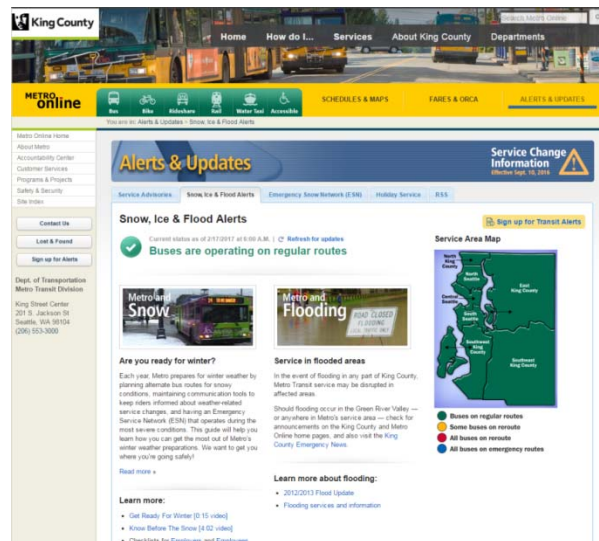 King County
Search Metro Online
Home How do I... Services About King County Departments
METRO online
Bus Bike Rideshare Rail Water Taxi Accessible
SCHEDULES & MAPS FARES & ORCA ALERTS & UPDATES
You are in: Alerts & Updates > Snow, Ice & Flood Alerts
Metro Online Home
About Metro
Accountability Center
Customer Services
Programs & Projects
Safety & Security
Site Index
Contact Us
Lost & Found
Sign up for Alerts
Dept. of Transportation
Metro Transit Division
King Street Center
201 S. Jackson St
Seattle, WA 98104
(206) 553-3000
Alerts & Updates
Service Change
Information
Effective Sept. 10, 2016
Service Advisories Snow, Ice & Flood Alerts Emergency Snow Network (ESN) Holiday Service RSS
Snow, Ice & Flood Alerts
Sign up for Transit Alerts
Current status as of 2/17/2017 at 6:00 A.M. | Refresh for updates
Buses are operating on regular routes
Metro and
Snow
Are you ready for winter?
Each year, Metro prepares for winter weather by
planning alternate bus routes for snowy
conditions, maintaining communication tools to
keep riders informed about weather-related
service changes, and having an Emergency
Service Network (ESN) that operates during the
most severe conditions. This guide will help you
learn how you can get the most out of Metro's
winter weather preparations. We want to get you
where you're going safely!
Read more »
Learn more:
Get Ready For Winter [0:15 video]
Know Before The Snow [4:02 video]
Checklists for Employers and Employees
Metro and
Flooding
ROAD CLOSED
FLOODING
Service in flooded areas
In the event of flooding in any part of King County,
Metro Transit service may be disrupted in
affected areas.
Should flooding occur in the Green River Valley —
or anywhere in Metro's service area — check for
announcements on the King County and Metro
Online home pages, and also visit the King
County Emergency News.
Learn more about flooding:
2012/2013 Flood Update
Flooding services and information
Service Area Map
North
King
County
North
Seattle
East
King County
Central
Seattle
South
Seattle
Southwest
King
County
Southeast
King County
Buses on regular routes
Some buses on reroute
All buses on reroute
All buses on emergency routes